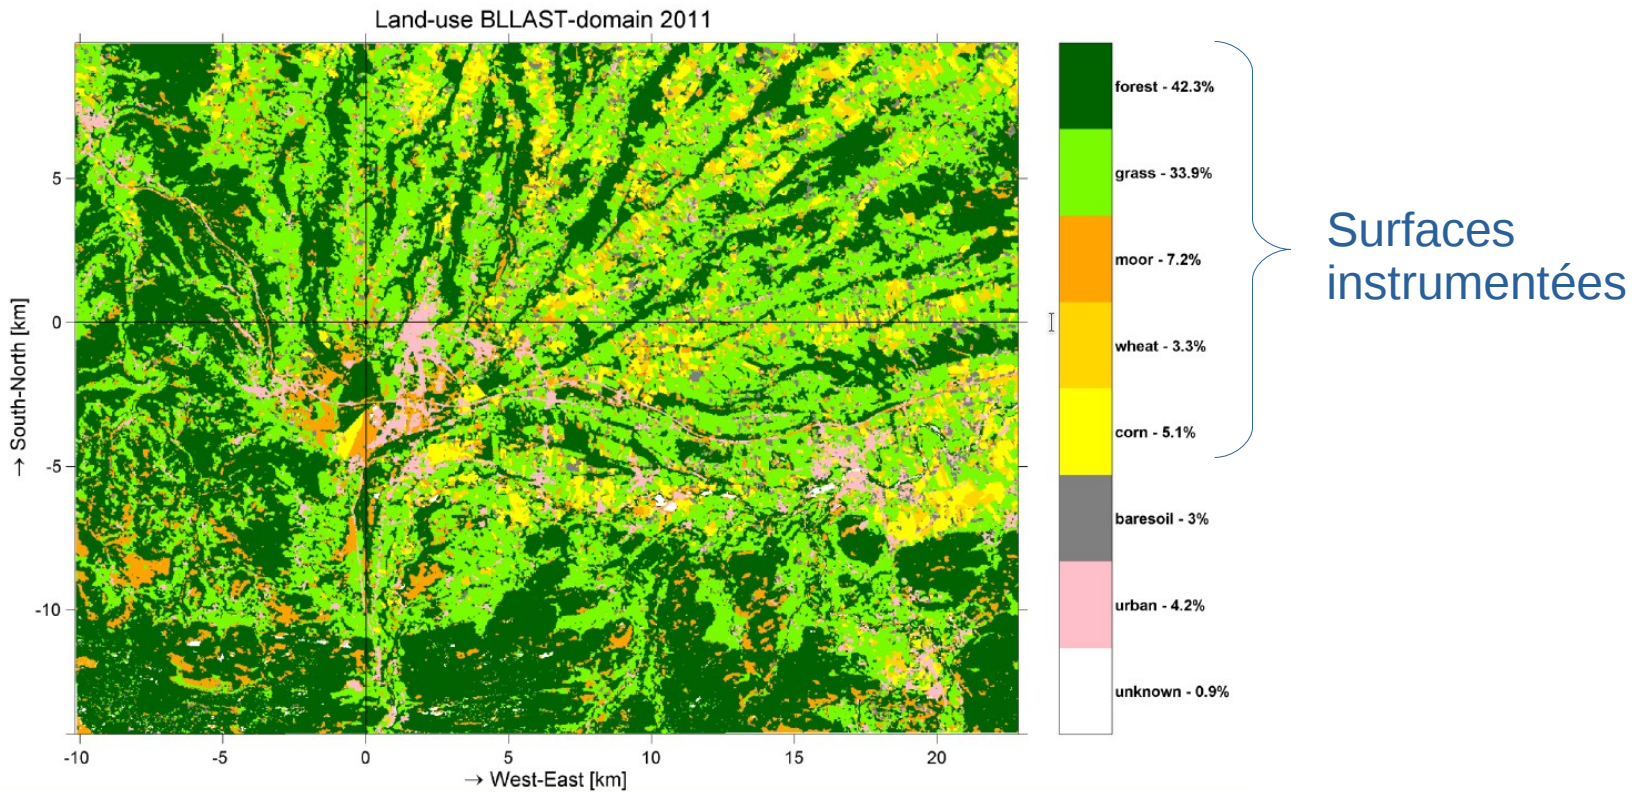 Land-use BLLAST-domain 2011
forest - 42.3%
grass - 33.9%
moor - 7.2%
wheat - 3.3%
corn - 5.1%
baresoil - 3%
urban - 4.2%
unknown - 0.9%
Surfaces
instrumentées
→ South-North [km]
5
0
-5
-10
-10
-5
0
5
10
15
20
→ West-East [km]